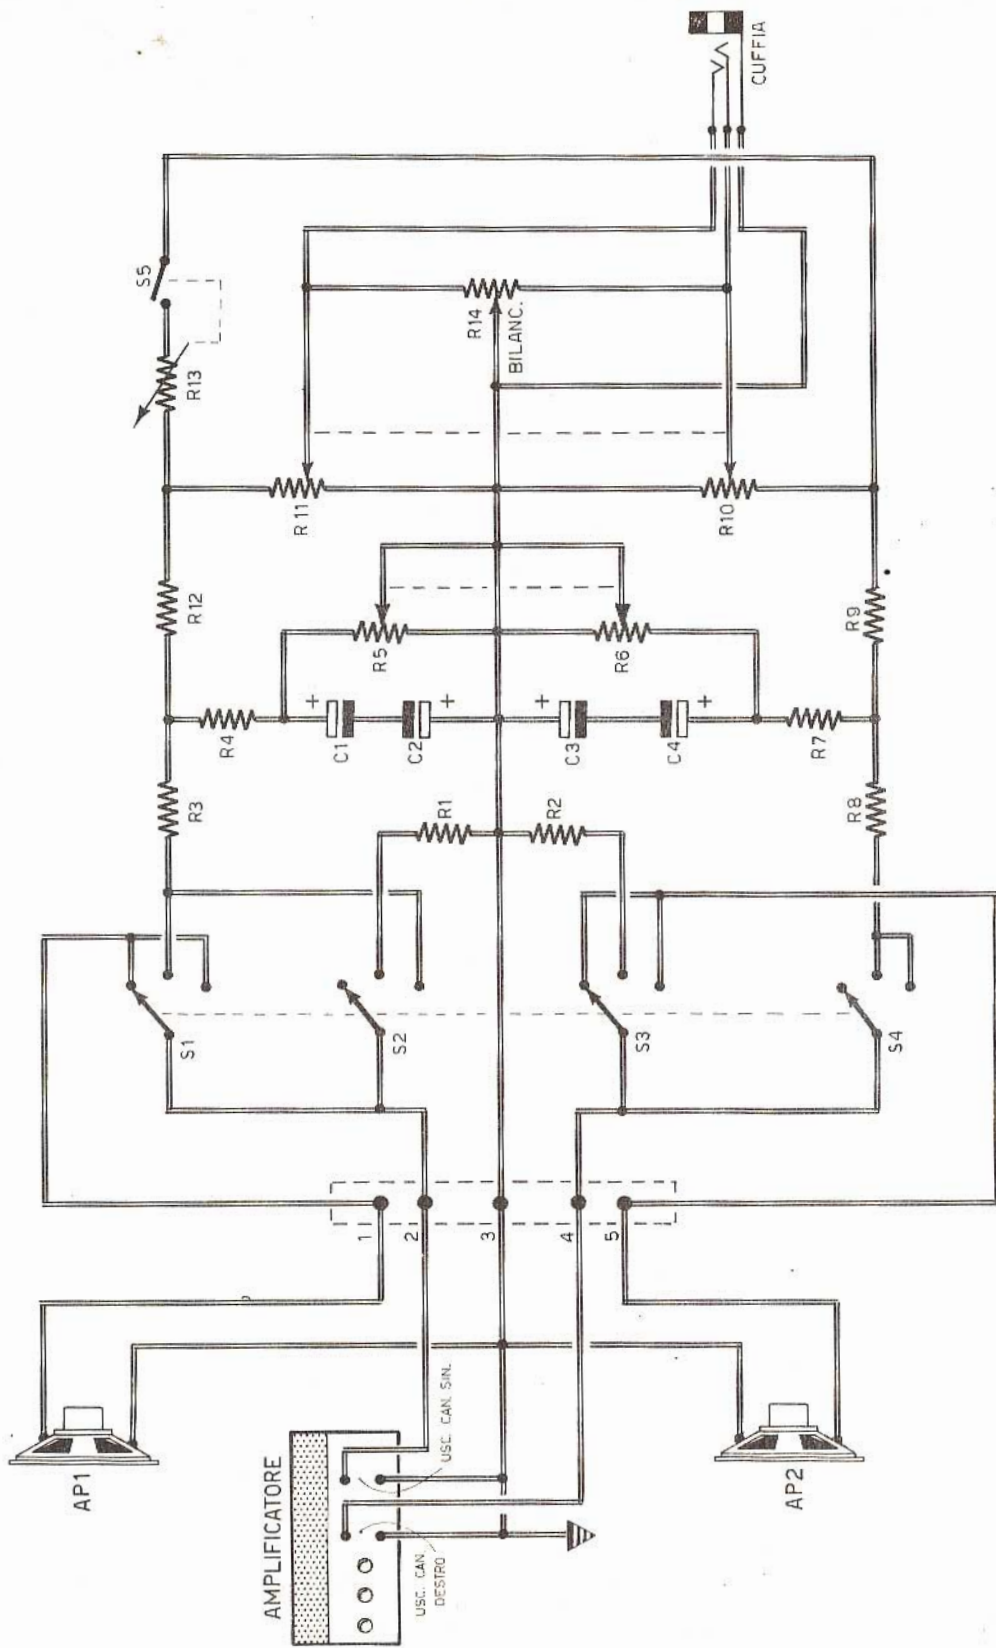 AMPLIFICATORE
USC. CAN.
DESTRO
USC. CAN. SIN.
AP1
AP2
1
2
3
4
5
S1
S2
S3
S4
R3
R1
R2
R8
R4
C1
+
C2
+
C3
+
C4
+
R7
R5
R6
R12
R9
R11
R10
R13
S5
R14
BILANC.
CUFFIA